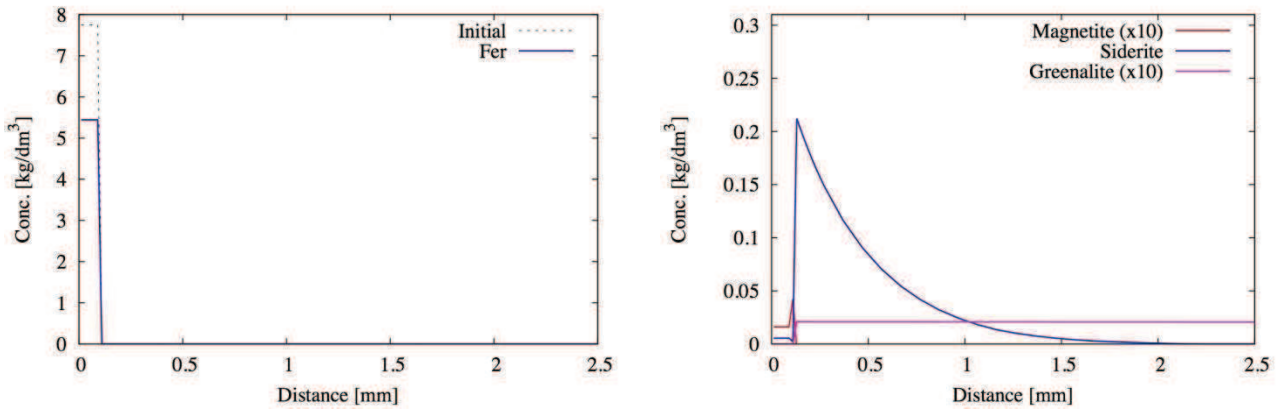 8
7
6
5
4
3
2
1
0
Conc. [kg/dm³]
Initial
Fer
0 0.5 1 1.5 2 2.5
Distance [mm]
0.3
0.25
0.2
0.15
0.1
0.05
0
Conc. [kg/dm³]
Magnetite (x10)
Siderite
Greenalite (x10)
0 0.5 1 1.5 2 2.5
Distance [mm]